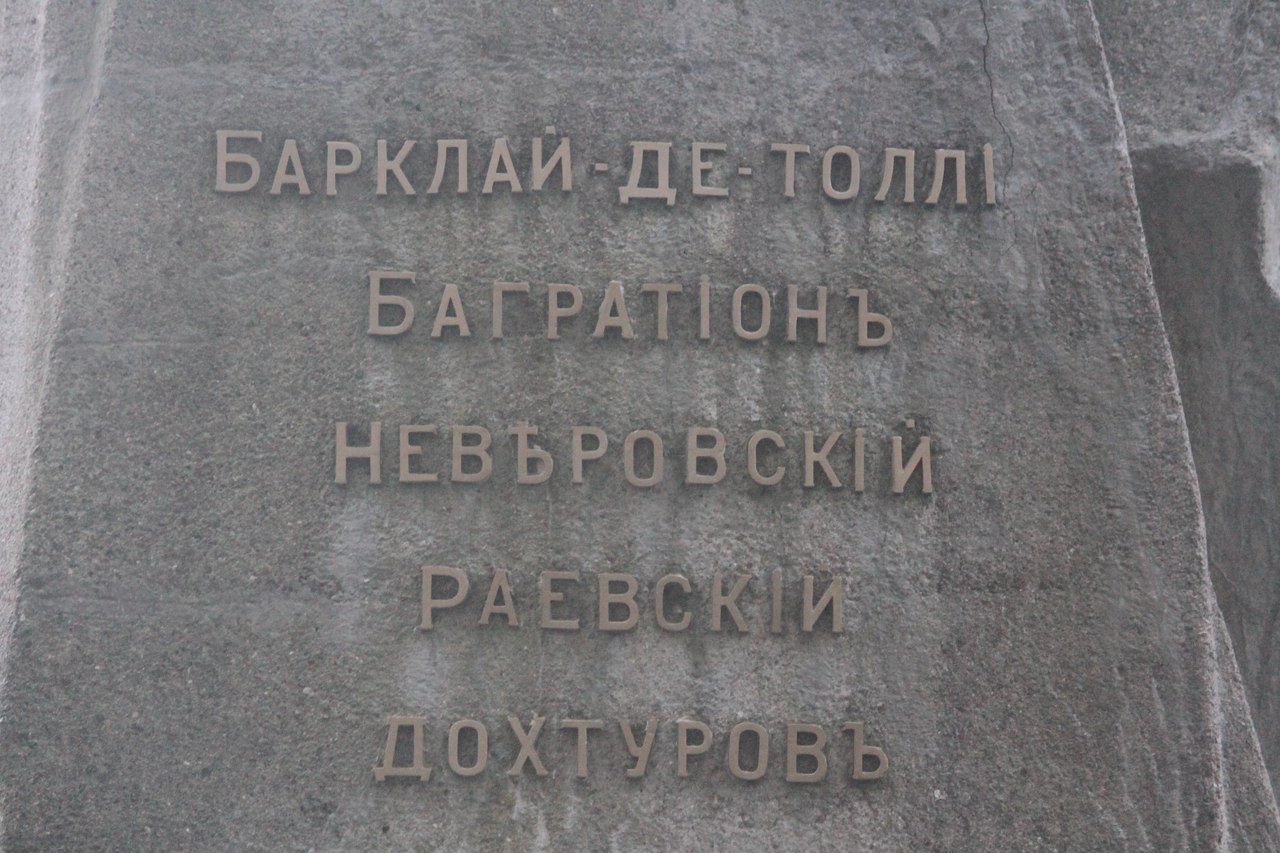 БАРКЛАЙ-ДЕ-ТОЛЛІ
БАГРАТІОНЪ
НЕВѢРОВСКІЙ
РАЕВСКІИ
ДОХТУРОВЪ